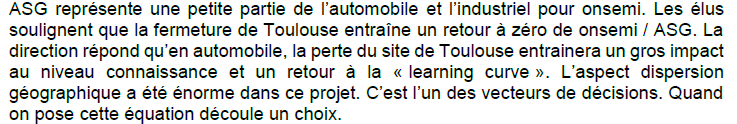 ASG représente une petite partie de l'automobile et l'industriel pour onsemi. Les élus
soulignent que la fermeture de Toulouse entraîne un retour à zéro de onsemi / ASG. La
direction répond qu'en automobile, la perte du site de Toulouse entrainera un gros impact
au niveau connaissance et un retour à la « learning curve ». L'aspect dispersion
géographique a été énorme dans ce projet. C'est l'un des vecteurs de décisions. Quand
on pose cette équation découle un choix.